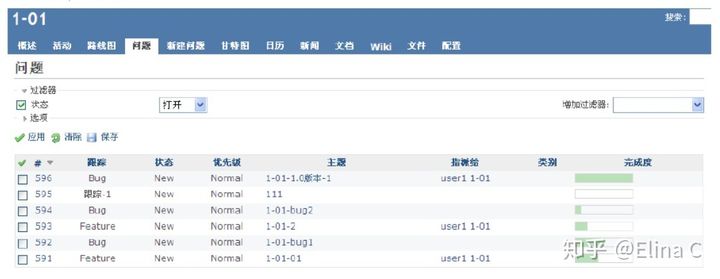 1-01
搜索:
概述 活动 路线图 问题 新建问题 甘特图 日历 新闻 文档 Wiki 文件 配置
问题
过滤器
状态 打开 增加过滤器:
选项
应用 清除 保存
# 跟踪 状态 优先级 主题 指派给 类别 完成度
596 Bug New Normal 1-01-1.0版本-1 user1 1-01
595 跟踪-1 New Normal 111
594 Bug New Normal 1-01-bug2
593 Feature New Normal 1-01-2 user1 1-01
592 Bug New Normal 1-01-bug1
591 Feature New Normal 1-01-01 user1 1-01
知乎 @Elina C